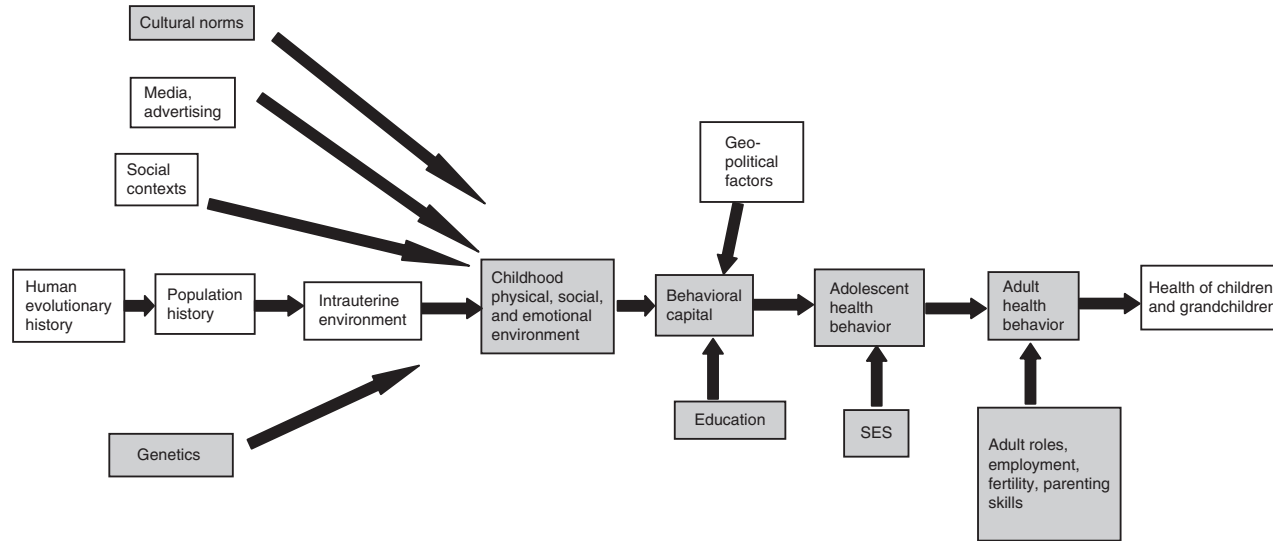 Cultural norms
Media,
advertising
Social
contexts
Geo-
political
factors
Human
evolutionary
history
Population
history
Intrauterine
environment
Childhood
physical, social,
and emotional
environment
Behavioral
capital
Adolescent
health
behavior
Adult
health
behavior
Health of children
and grandchildren
Genetics
Education
SES
Adult roles,
employment,
fertility, parenting
skills